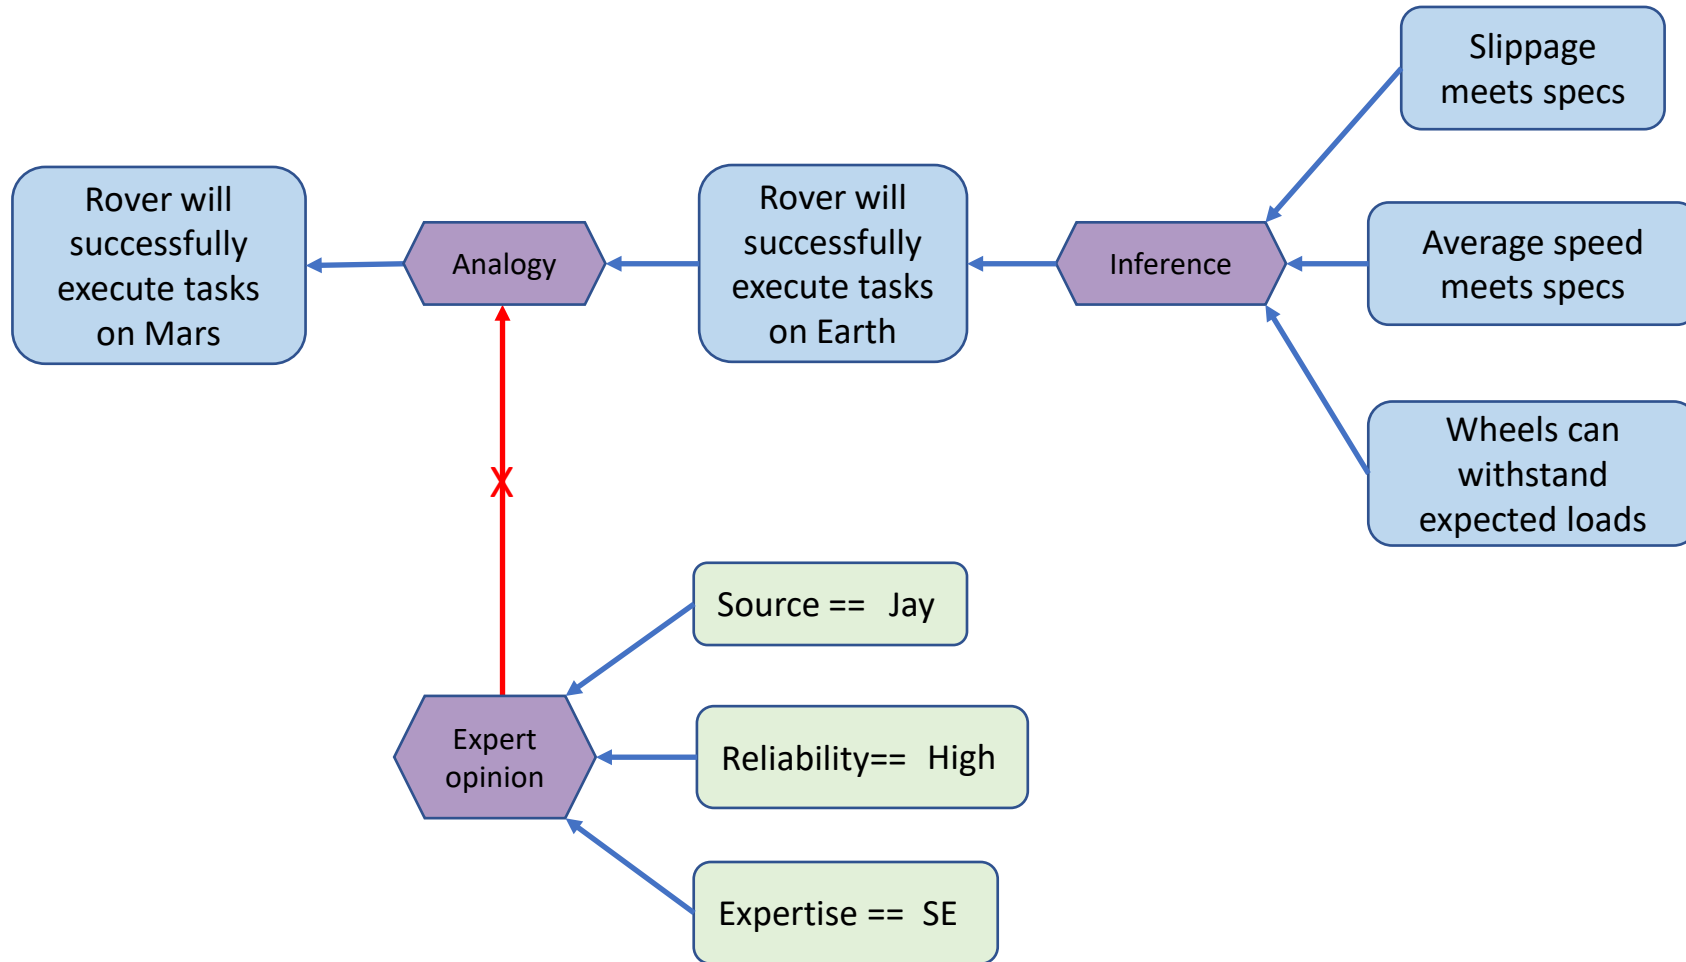 Slippage
meets specs
Rover will
successfully
execute tasks
on Mars
Analogy
Rover will
successfully
execute tasks
on Earth
Inference
Average speed
meets specs
Wheels can
withstand
expected loads
X
Source == Jay
Expert
opinion
Reliability== High
Expertise == SE